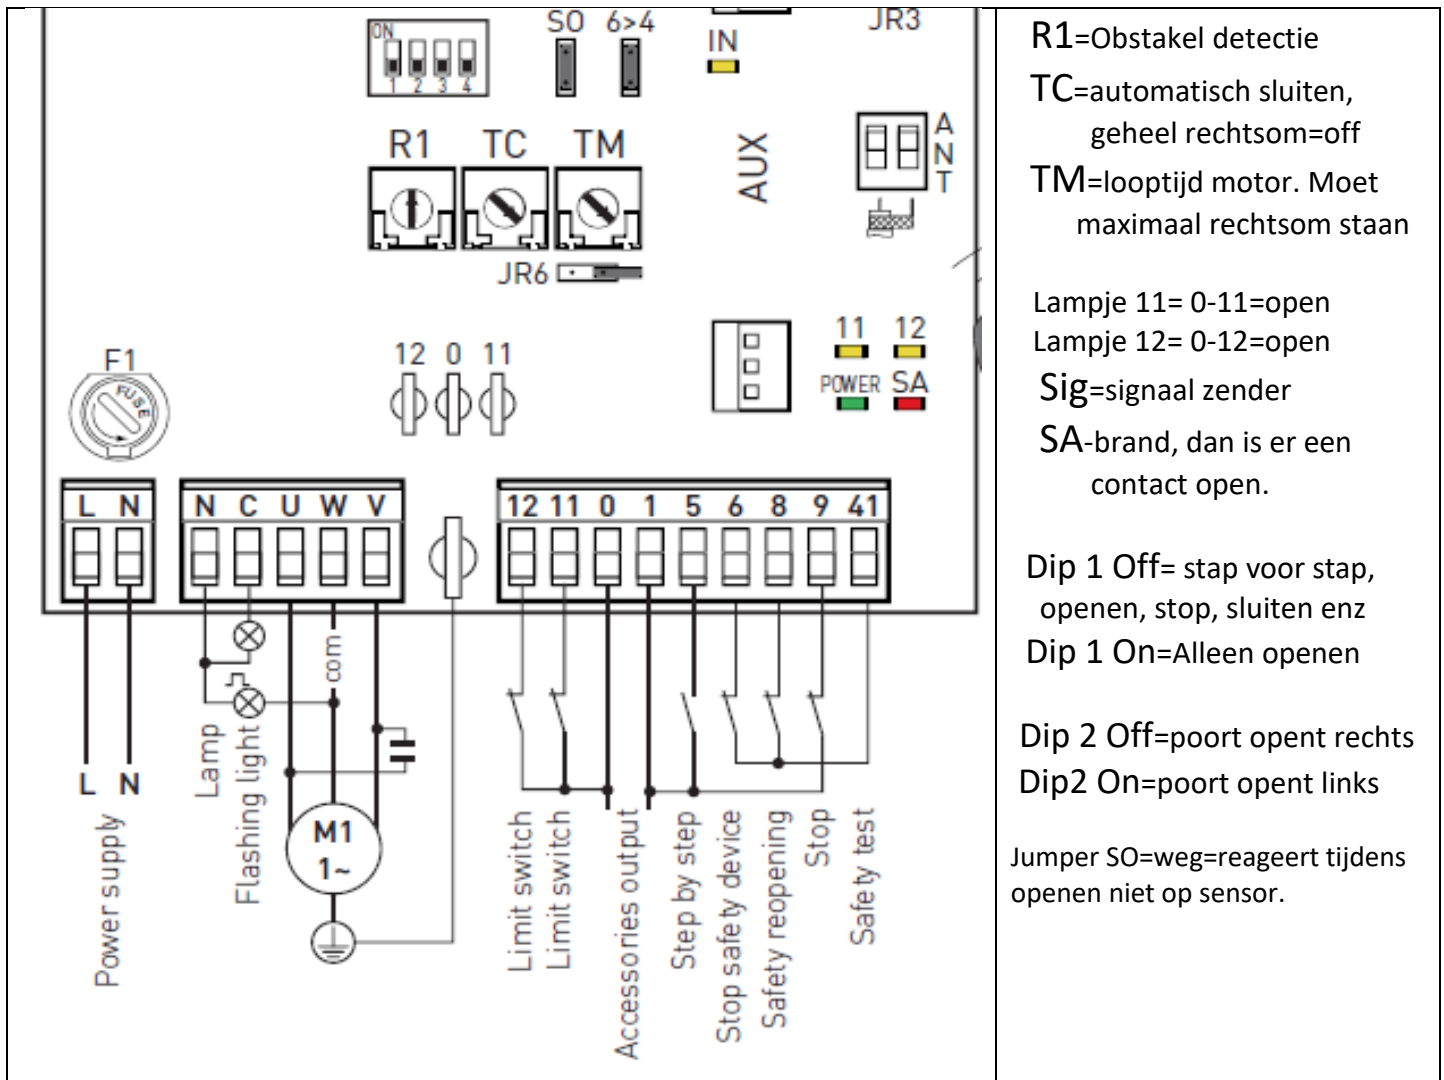 SO 6>4
JR3
IN
ON
1 2 3 4
R1 TC TM
AUX
A
N
T
JR6
F1
FUSE
12 0 11
11 12
POWER SA
L N
N C U W V
12 11 0 1 5 6 8 9 41
com
L N
Power supply
Lamp
Flashing light
M1
1~
Limit switch
Limit switch
Accessories output
Step by step
Stop safety device
Safety reopening
Stop
Safety test
R1=Obstakel detectie
TC=automatisch sluiten,
geheel rechtsom=off
TM=looptijd motor. Moet
maximaal rechtsom staan
Lampje 11= 0-11=open
Lampje 12= 0-12=open
Sig=signaal zender
SA-brand, dan is er een
contact open.
Dip 1 Off= stap voor stap,
openen, stop, sluiten enz
Dip 1 On=Alleen openen
Dip 2 Off=poort opent rechts
Dip2 On=poort opent links
Jumper SO=weg=reageert tijdens
openen niet op sensor.